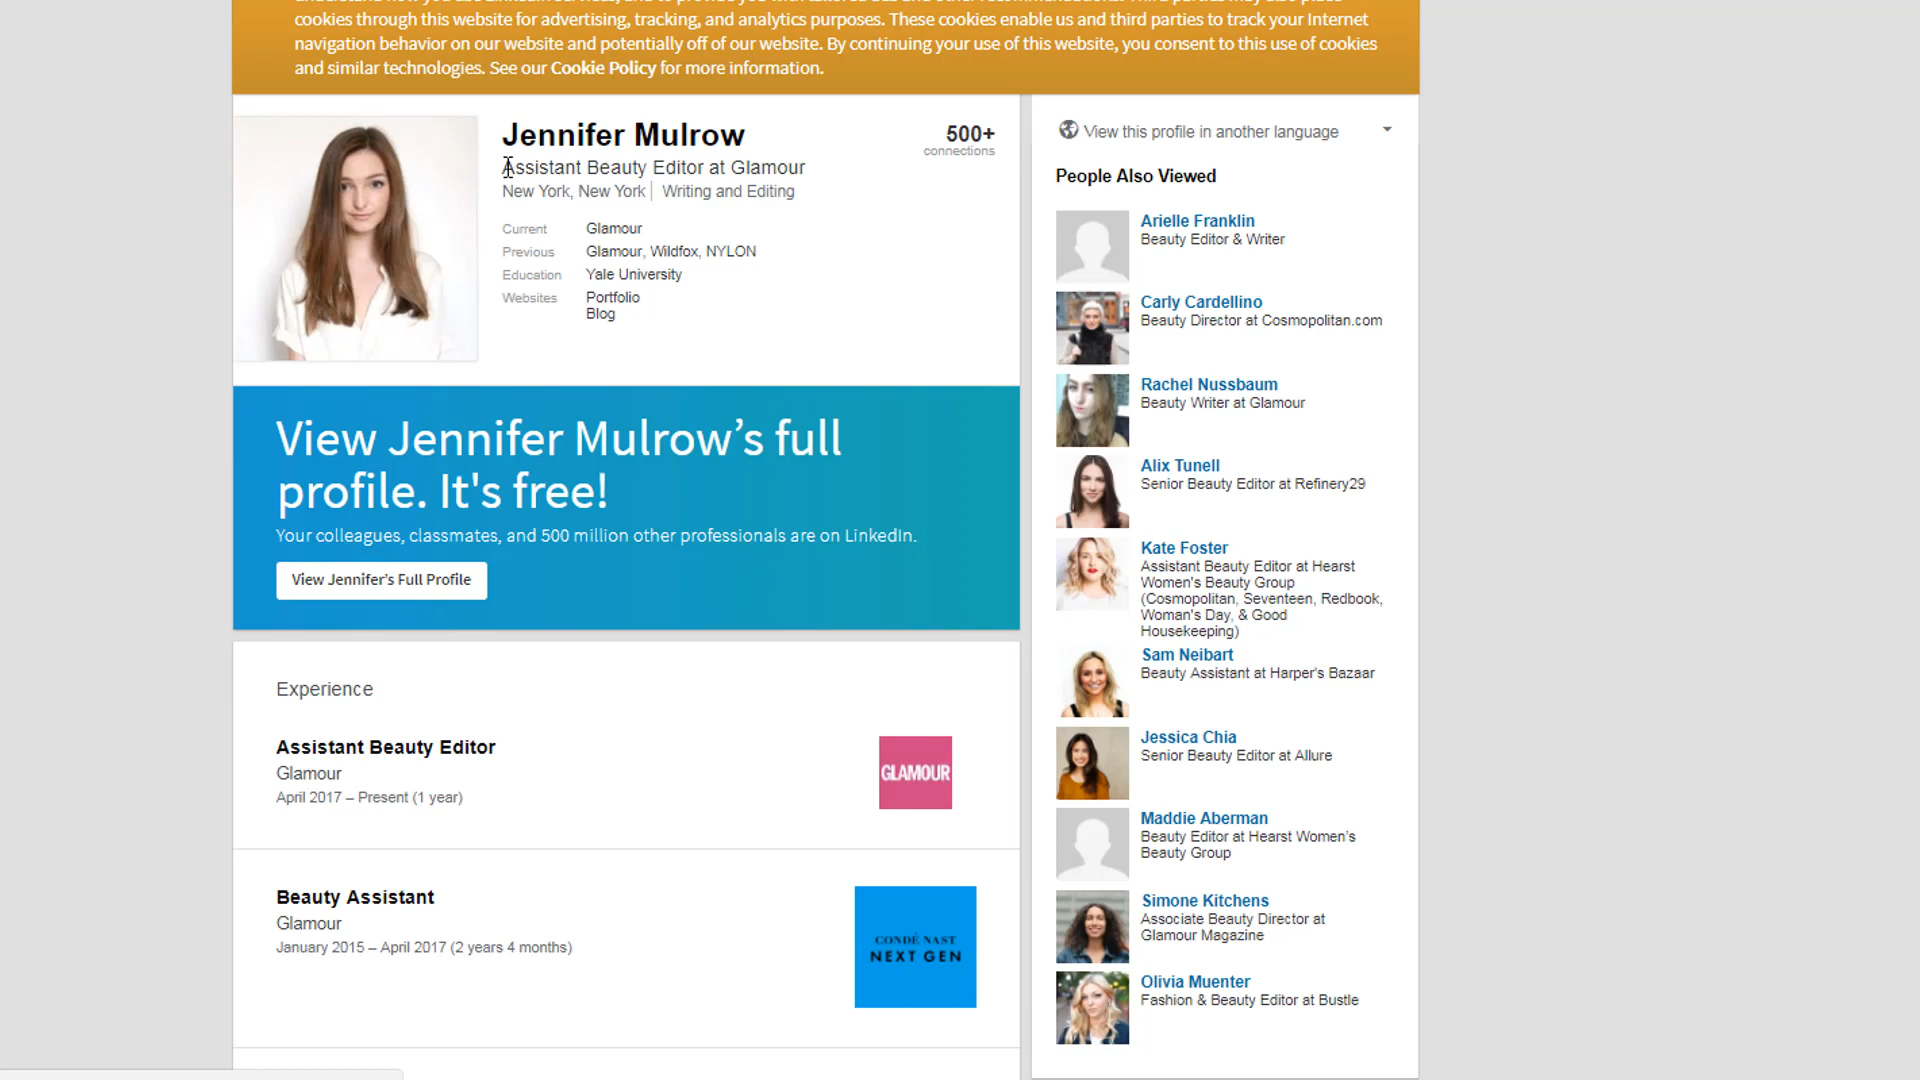 cookies through this website for advertising, tracking, and analytics purposes. These cookies enable us and third parties to track your Internet
navigation behavior on our website and potentially off of our website. By continuing your use of this website, you consent to this use of cookies
and similar technologies. See our Cookie Policy for more information.
Jennifer Mulrow
Assistant Beauty Editor at Glamour
New York, New York | Writing and Editing
500+
connections
Current Glamour
Previous Glamour, Wildfox, NYLON
Education Yale University
Websites Portfolio
Blog
View Jennifer Mulrow’s full
profile. It's free!
Your colleagues, classmates, and 500 million other professionals are on LinkedIn.
View Jennifer’s Full Profile
Experience
Assistant Beauty Editor
Glamour
April 2017 – Present (1 year)
GLAMOUR
Beauty Assistant
Glamour
January 2015 – April 2017 (2 years 4 months)
CONDÉ NAST
NEXT GEN
View this profile in another language
People Also Viewed
Arielle Franklin
Beauty Editor & Writer
Carly Cardellino
Beauty Director at Cosmopolitan.com
Rachel Nussbaum
Beauty Writer at Glamour
Alix Tunell
Senior Beauty Editor at Refinery29
Kate Foster
Assistant Beauty Editor at Hearst
Women's Beauty Group
(Cosmopolitan, Seventeen, Redbook,
Woman's Day, & Good
Housekeeping)
Sam Neibart
Beauty Assistant at Harper's Bazaar
Jessica Chia
Senior Beauty Editor at Allure
Maddie Aberman
Beauty Editor at Hearst Women’s
Beauty Group
Simone Kitchens
Associate Beauty Director at
Glamour Magazine
Olivia Muenter
Fashion & Beauty Editor at Bustle